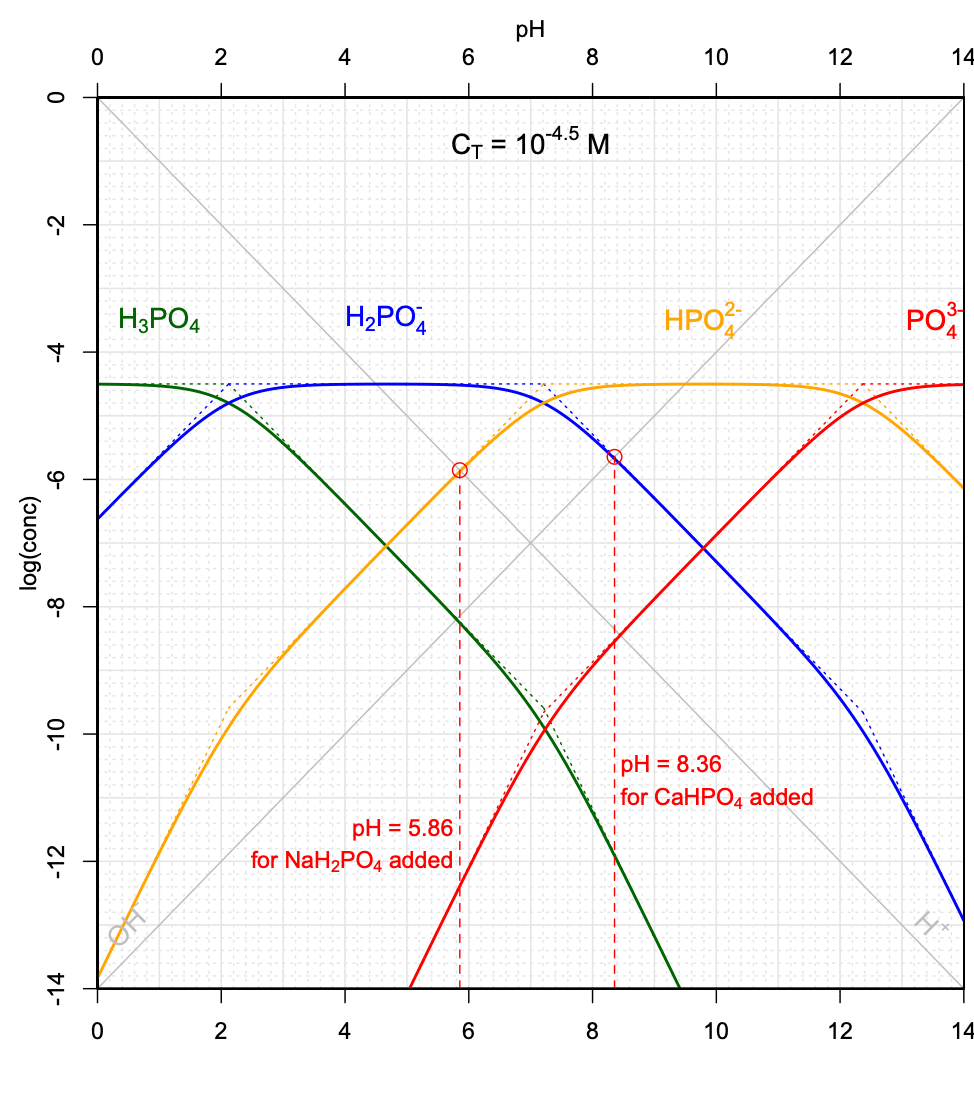 pH
0 2 4 6 8 10 12 14
C_T = 10^-4.5 M
H₃PO₄ H₂PO₄⁻ HPO₄²⁻ PO₄³⁻
0
-2
-4
-6
-8
-10
-12
-14
log(conc)
pH = 8.36
for CaHPO₄ added
pH = 5.86
for NaH₂PO₄ added
OH⁻ H⁺
0 2 4 6 8 10 12 14